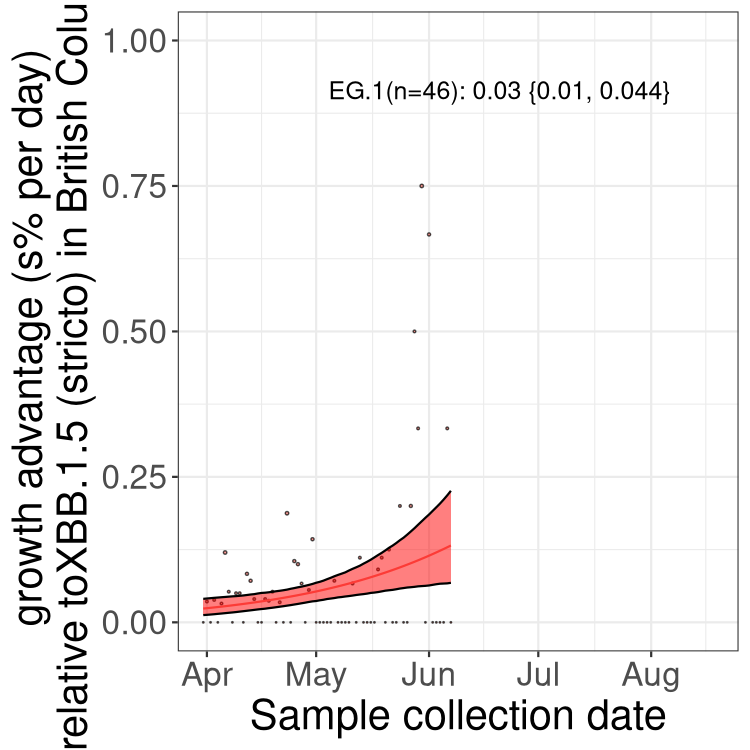 growth advantage (s% per day)
relative toXBB.1.5 (stricto) in British Colu
1.00
0.75
0.50
0.25
0.00
EG.1(n=46): 0.03 {0.01, 0.044}
Apr May Jun Jul Aug
Sample collection date